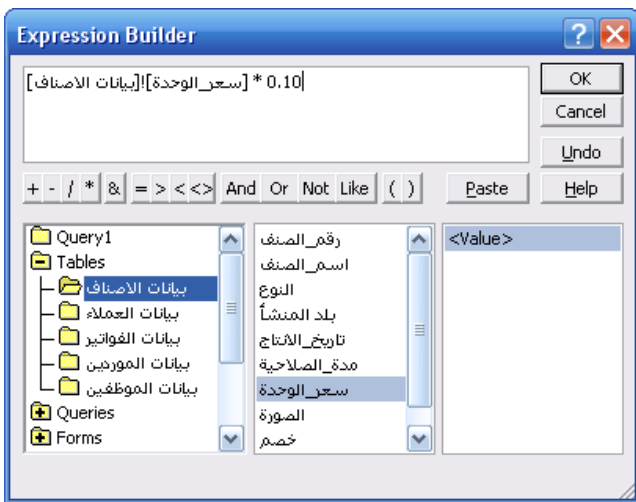 Expression Builder
[بيانات الاصناف]![سعر_الوحدة] * 0.10
OK
Cancel
Undo
+ - / * & = > < <> And Or Not Like ( ) Paste Help
Query1
Tables
بيانات الاصناف
بيانات العملاء
بيانات الفواتير
بيانات الموردين
بيانات الموظفين
Queries
Forms
رقم_الصنف
اسم_الصنف
النوع
بلد المنشأ
تاريخ_الانتاج
مدة_الصلاحية
سعر_الوحدة
الصورة
خصم
<Value>